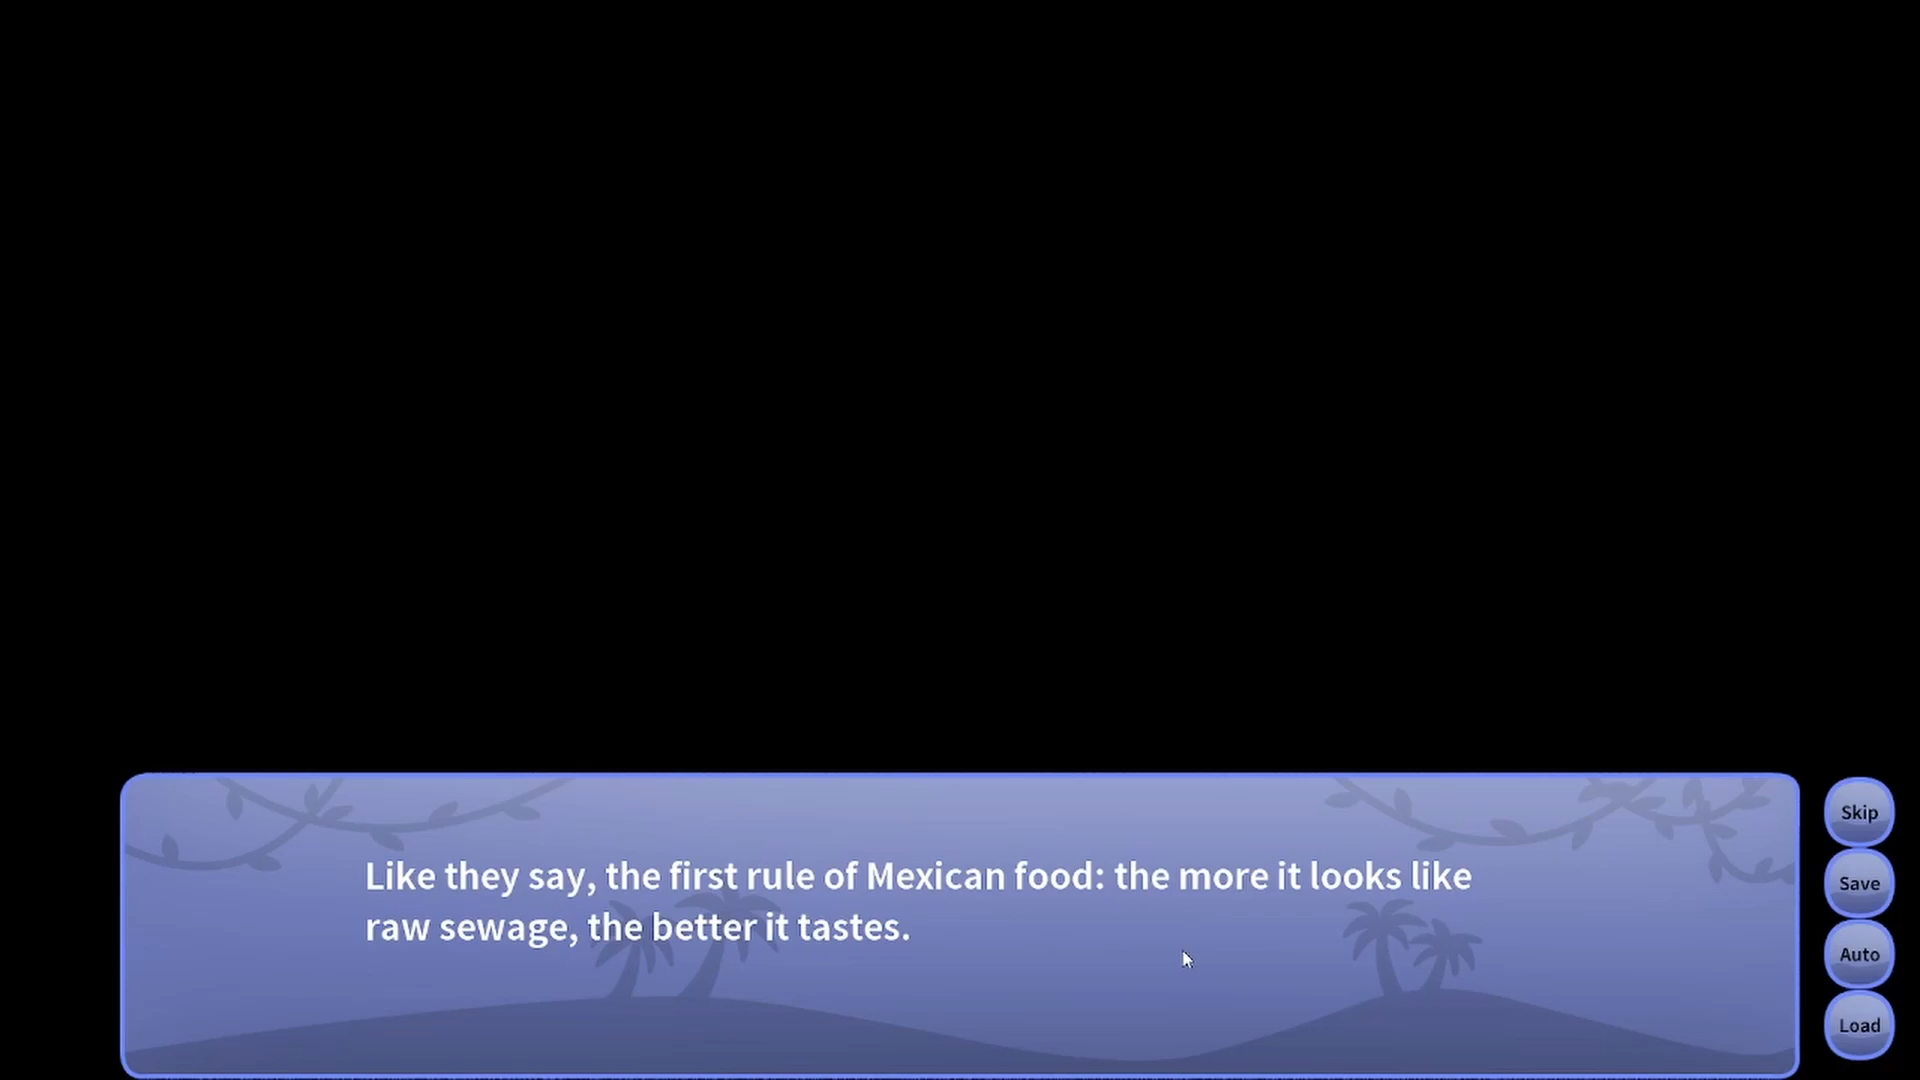 Like they say, the first rule of Mexican food: the more it looks like
raw sewage, the better it tastes.
Skip
Save
Auto
Load